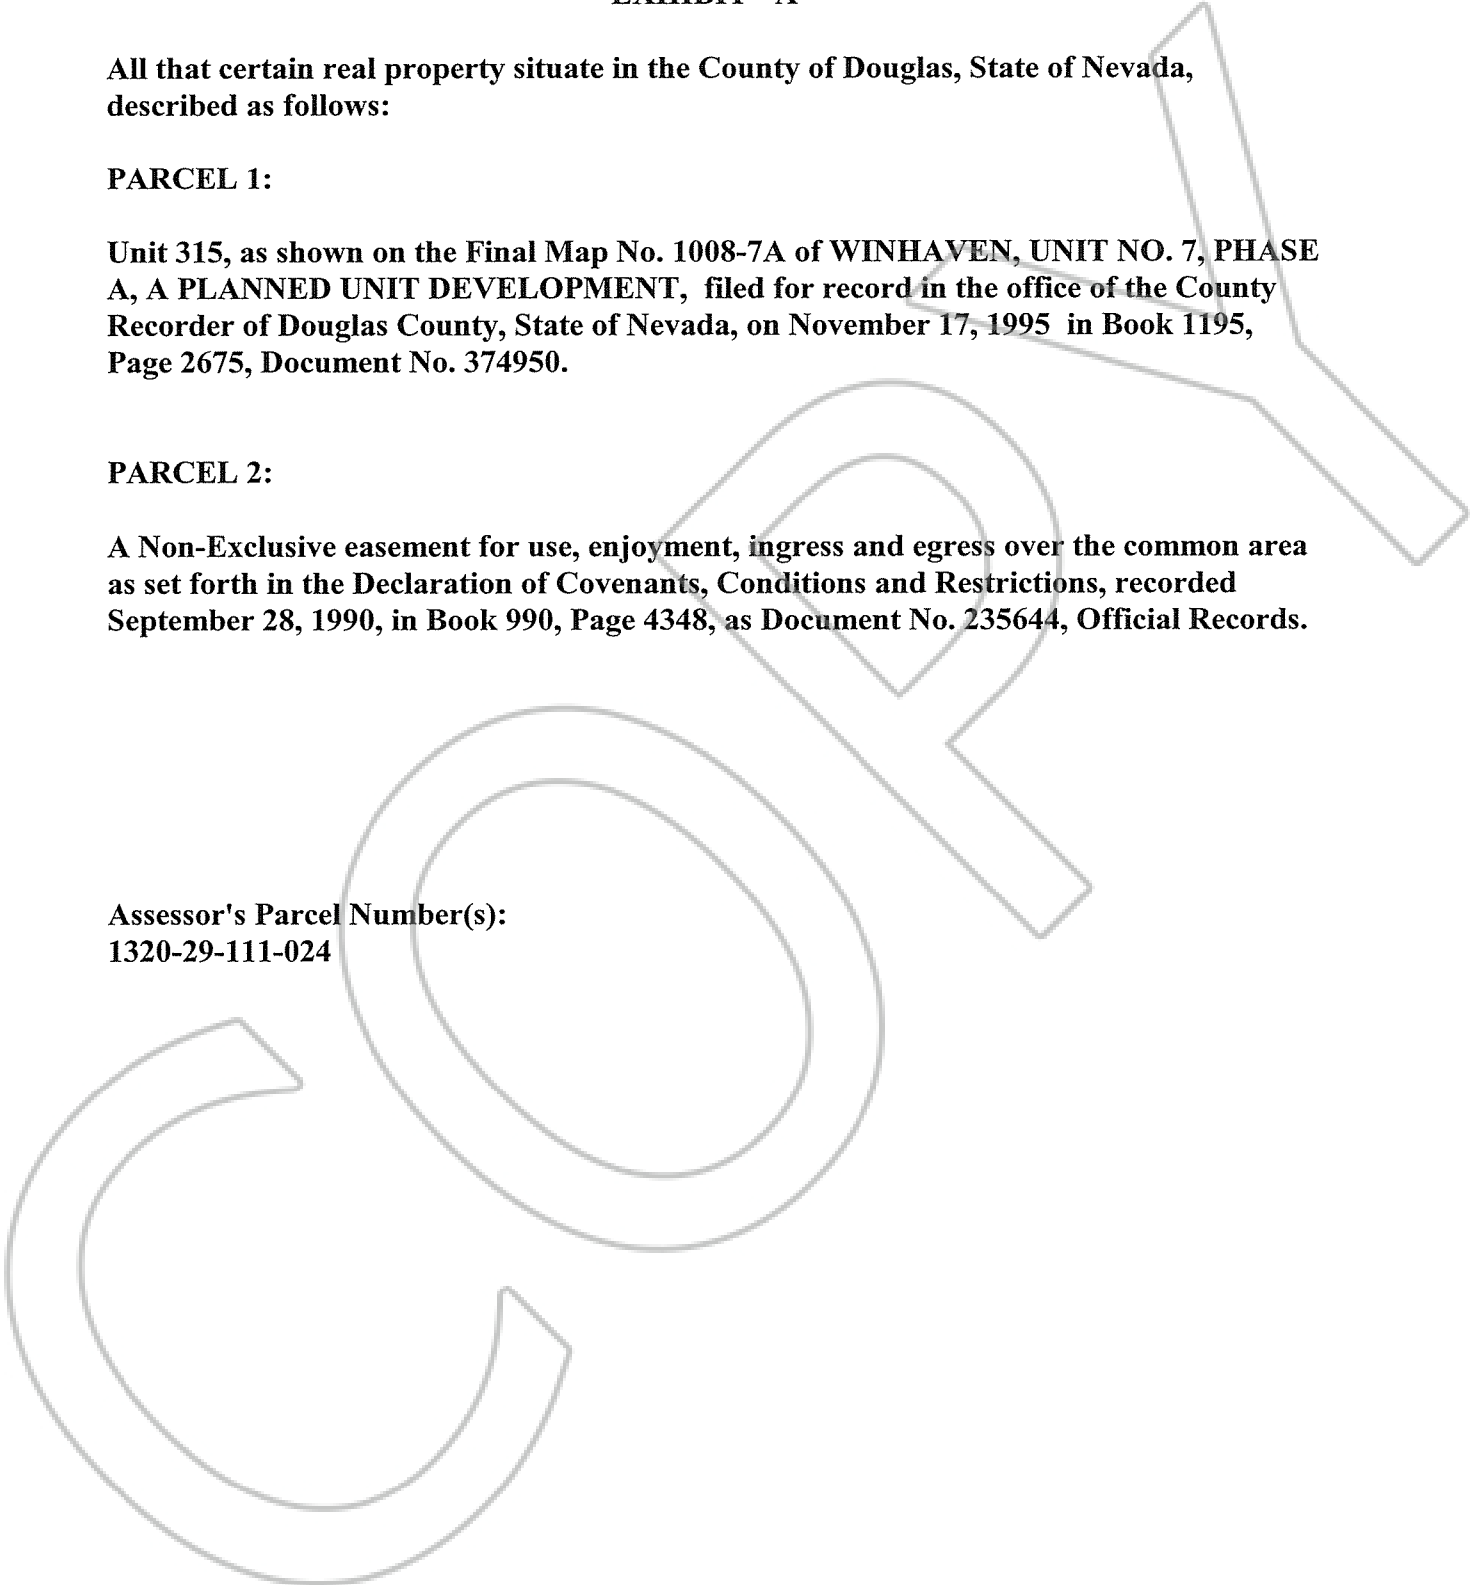 EXHIBIT "A"
All that certain real property situate in the County of Douglas, State of Nevada,
described as follows:
PARCEL 1:
Unit 315, as shown on the Final Map No. 1008-7A of WINHAVEN, UNIT NO. 7, PHASE
A, A PLANNED UNIT DEVELOPMENT,  filed for record in the office of the County
Recorder of Douglas County, State of Nevada, on November 17, 1995  in Book 1195,
Page 2675, Document No. 374950.
PARCEL 2:
A Non-Exclusive easement for use, enjoyment, ingress and egress over the common area
as set forth in the Declaration of Covenants, Conditions and Restrictions, recorded
September 28, 1990, in Book 990, Page 4348, as Document No. 235644, Official Records.
Assessor's Parcel Number(s):
1320-29-111-024
COPY